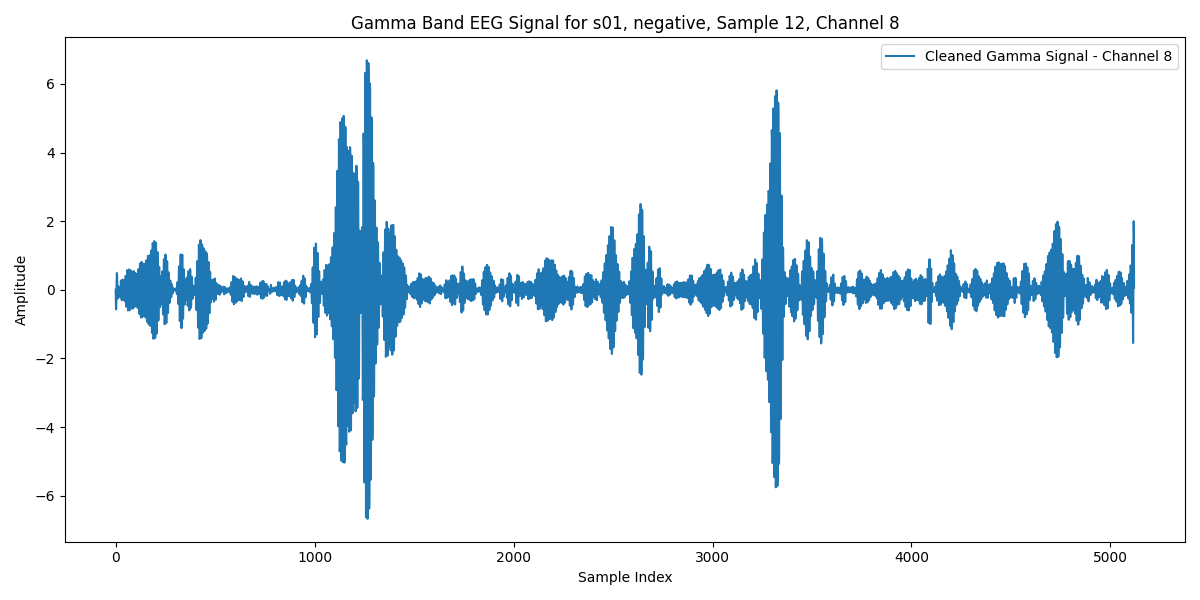 Gamma Band EEG Signal for s01, negative, Sample 12, Channel 8
Cleaned Gamma Signal - Channel 8
Amplitude
6
4
2
0
−2
−4
−6
0 1000 2000 3000 4000 5000
Sample Index